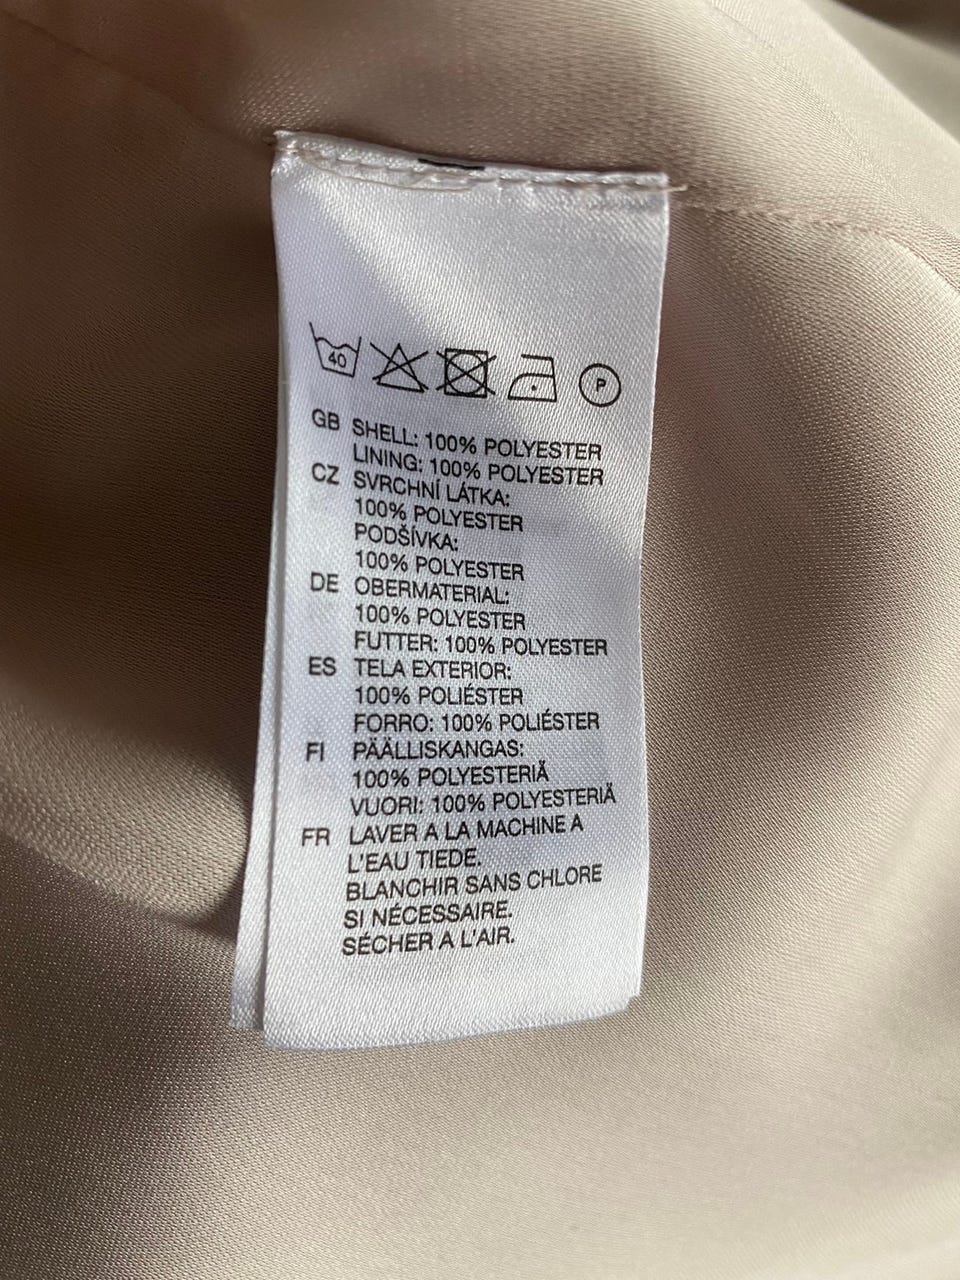 40 P
GB SHELL: 100% POLYESTER
LINING: 100% POLYESTER
CZ SVRCHNÍ LÁTKA:
100% POLYESTER
PODŠÍVKA:
100% POLYESTER
DE OBERMATERIAL:
100% POLYESTER
FUTTER: 100% POLYESTER
ES TELA EXTERIOR:
100% POLIÉSTER
FORRO: 100% POLIÉSTER
FI PÄÄLLISKANGAS:
100% POLYESTERIÄ
VUORI: 100% POLYESTERIÄ
FR LAVER A LA MACHINE A
L'EAU TIEDE.
BLANCHIR SANS CHLORE
SI NÉCESSAIRE.
SÉCHER A L'AIR.